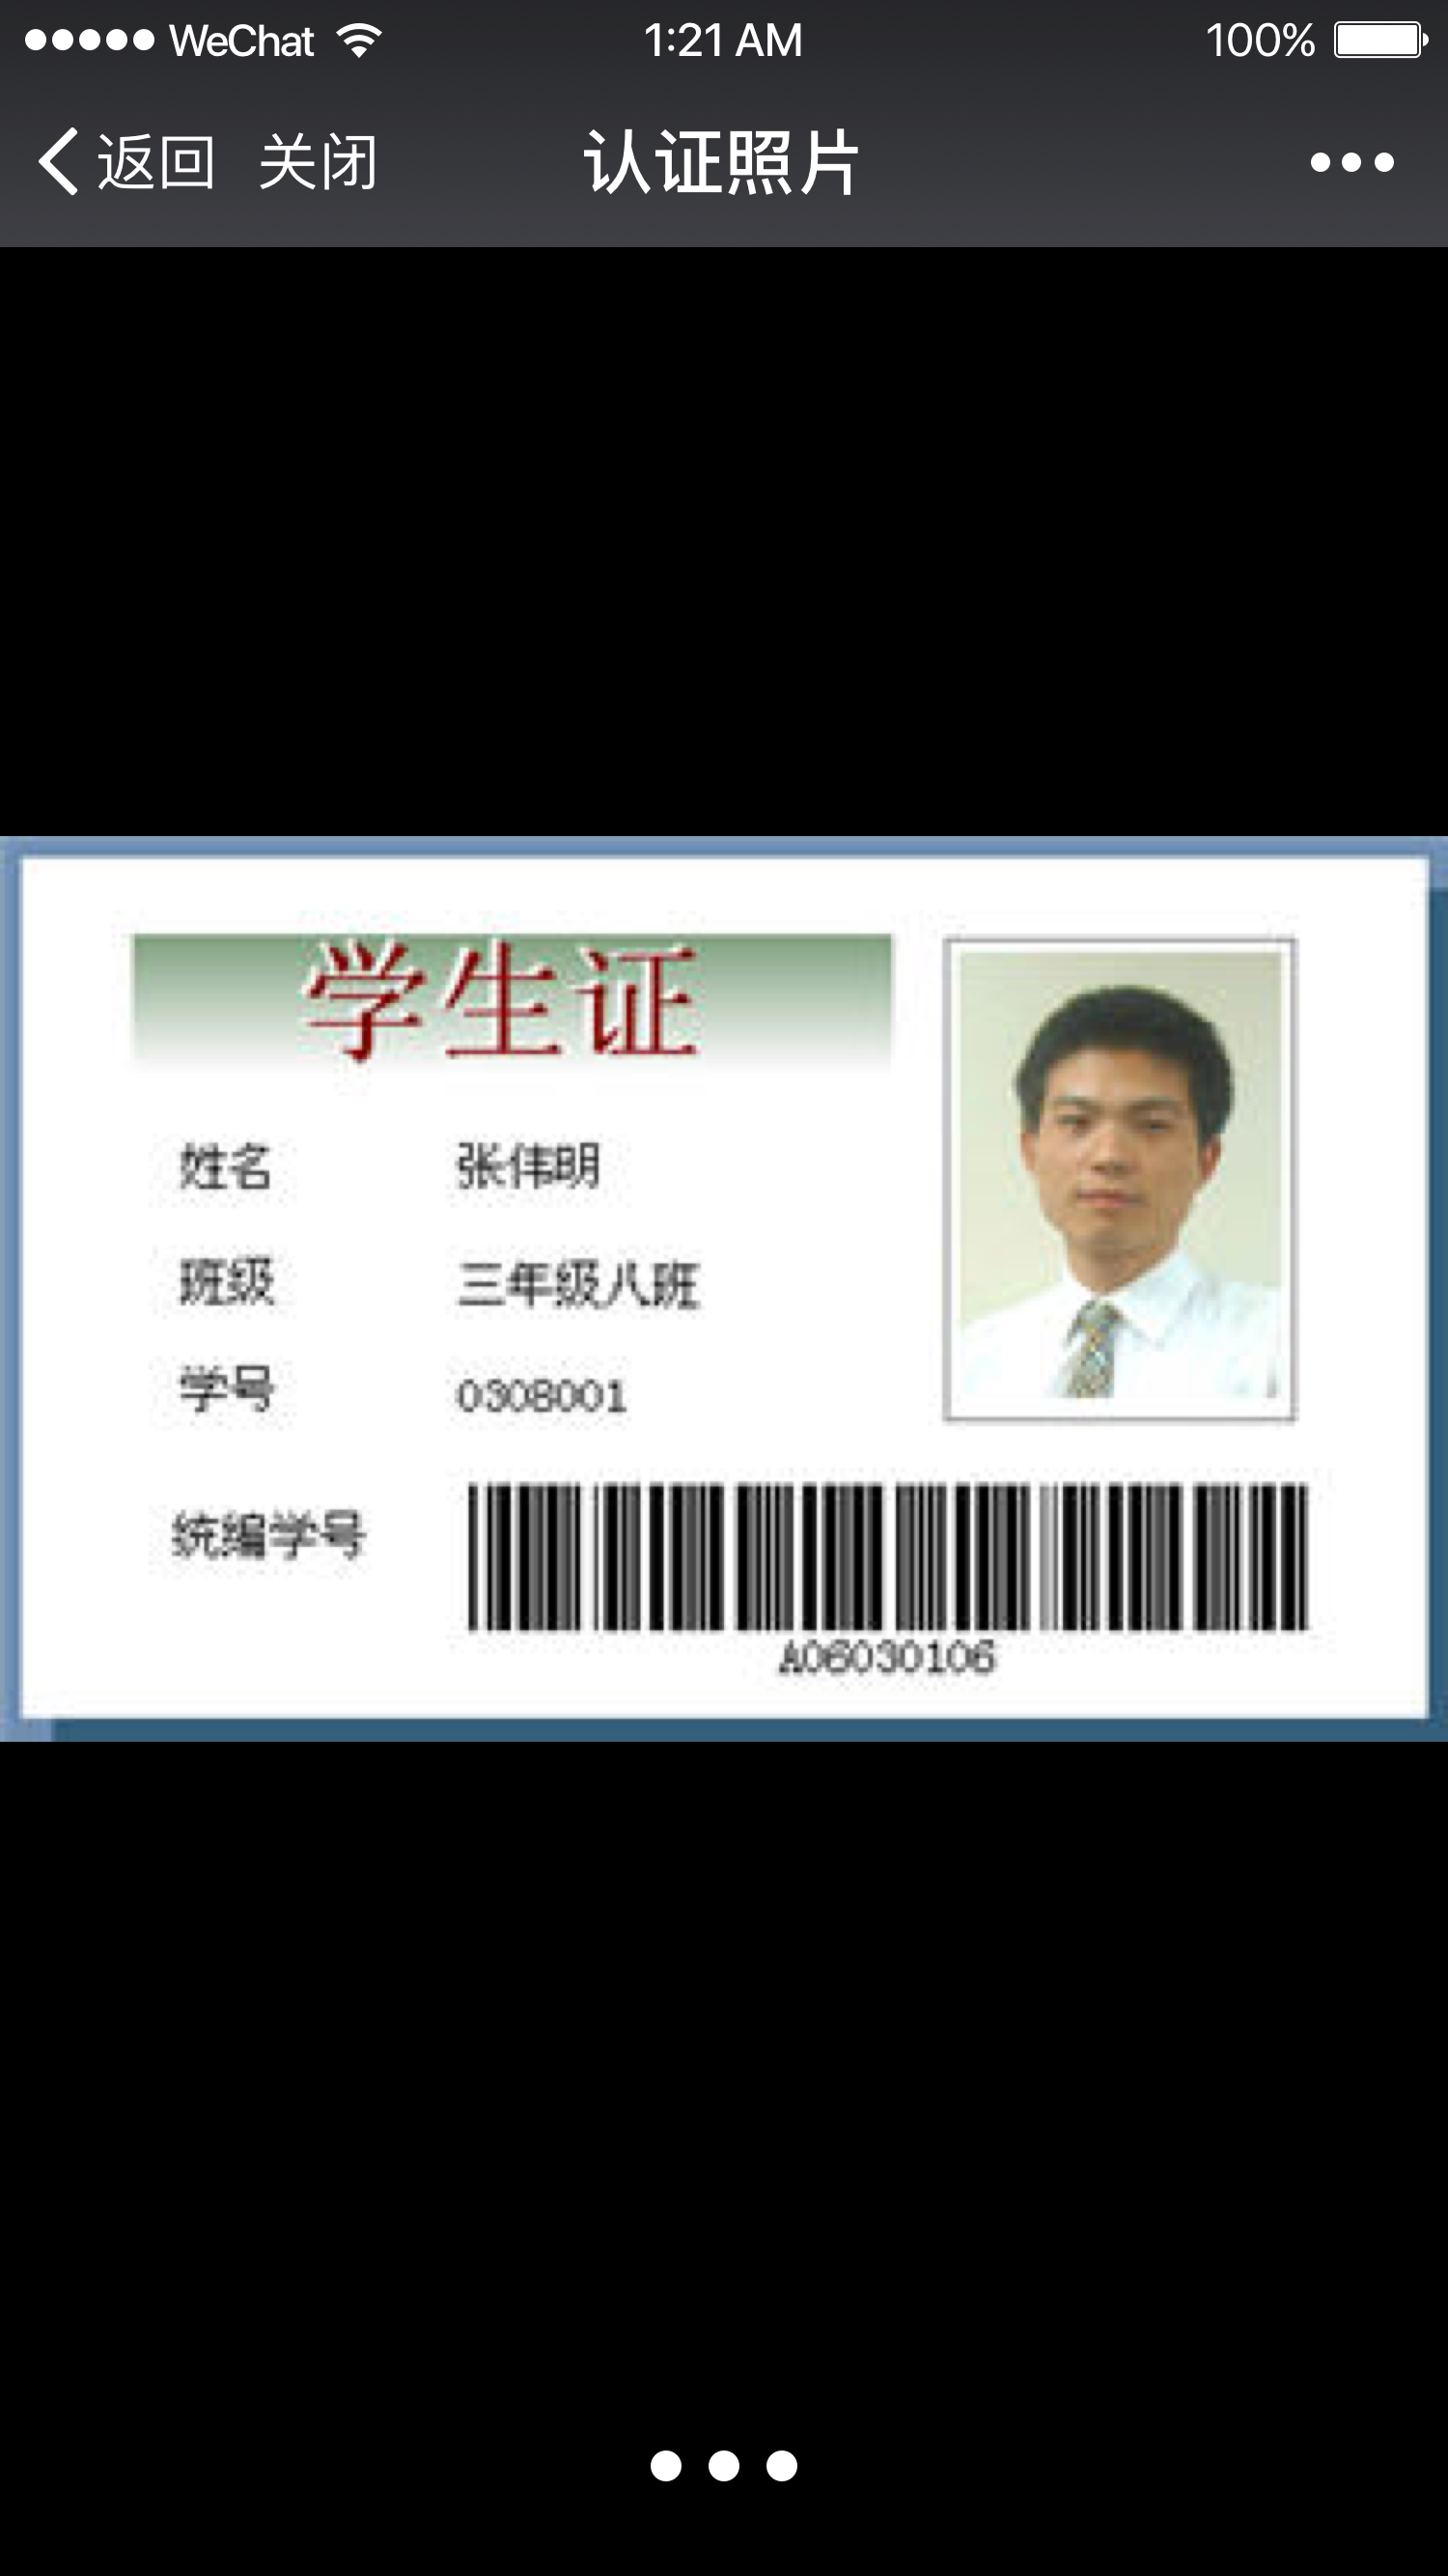 WeChat 1:21 AM 100%
返回 关闭 认证照片
学生证
姓名 张伟明
班级 三年级八班
学号 0308001
统编学号
A06030106